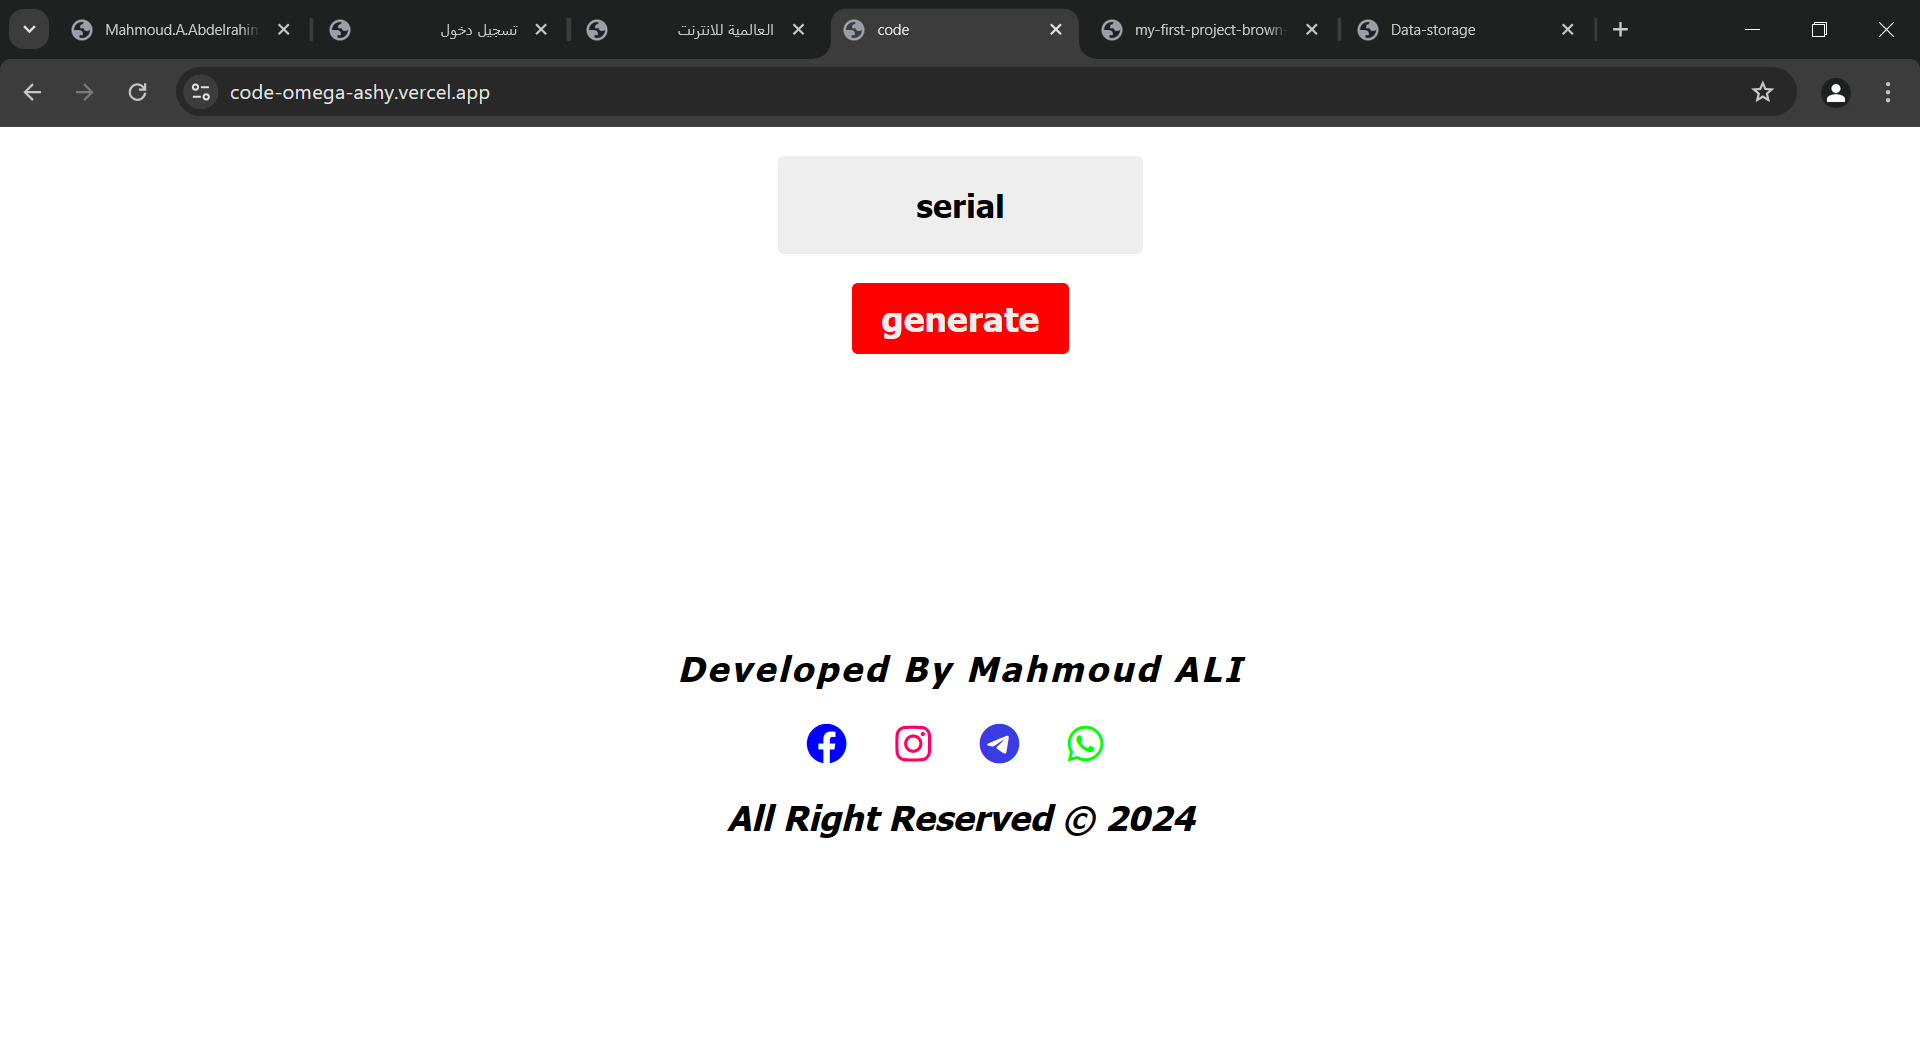 Mahmoud.A.Abdelrahim
تسجيل دخول
العالمية للانترنت
code
my-first-project-brown-
Data-storage
code-omega-ashy.vercel.app
serial
generate
Developed By Mahmoud ALI
All Right Reserved © 2024